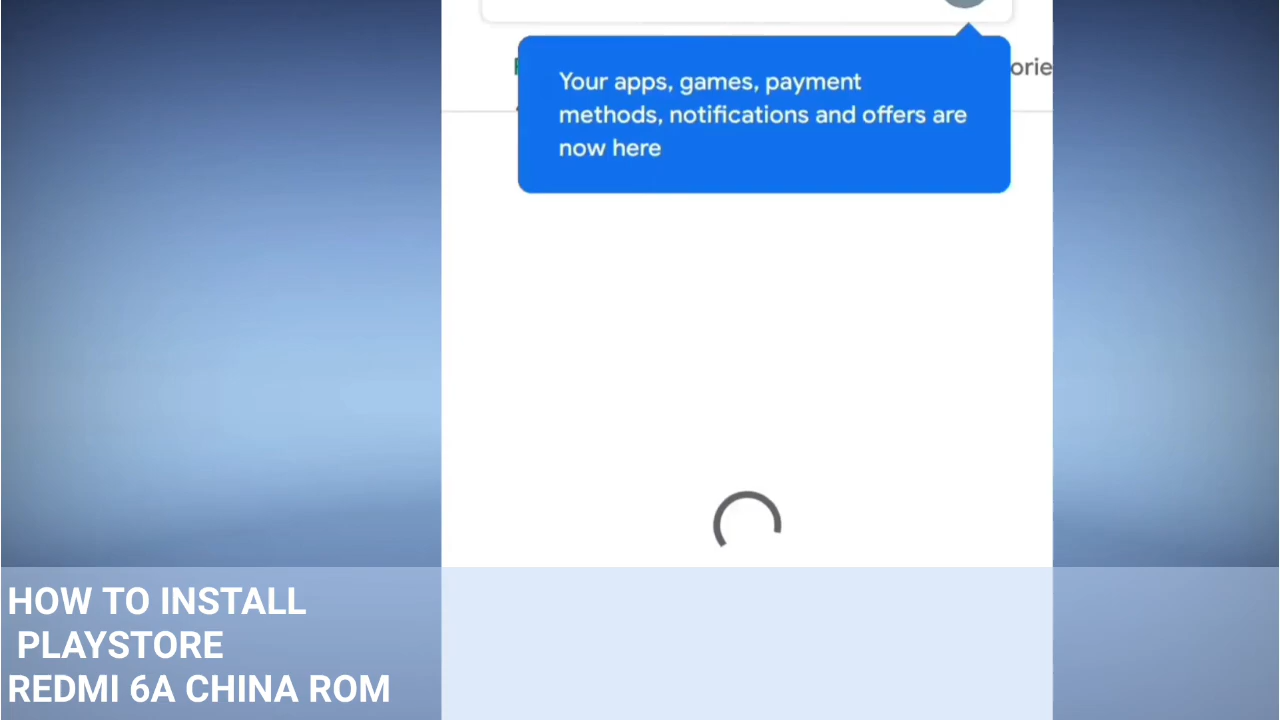 orie
Your apps, games, payment
methods, notifications and offers are
now here
HOW TO INSTALL
PLAYSTORE
REDMI 6A CHINA ROM